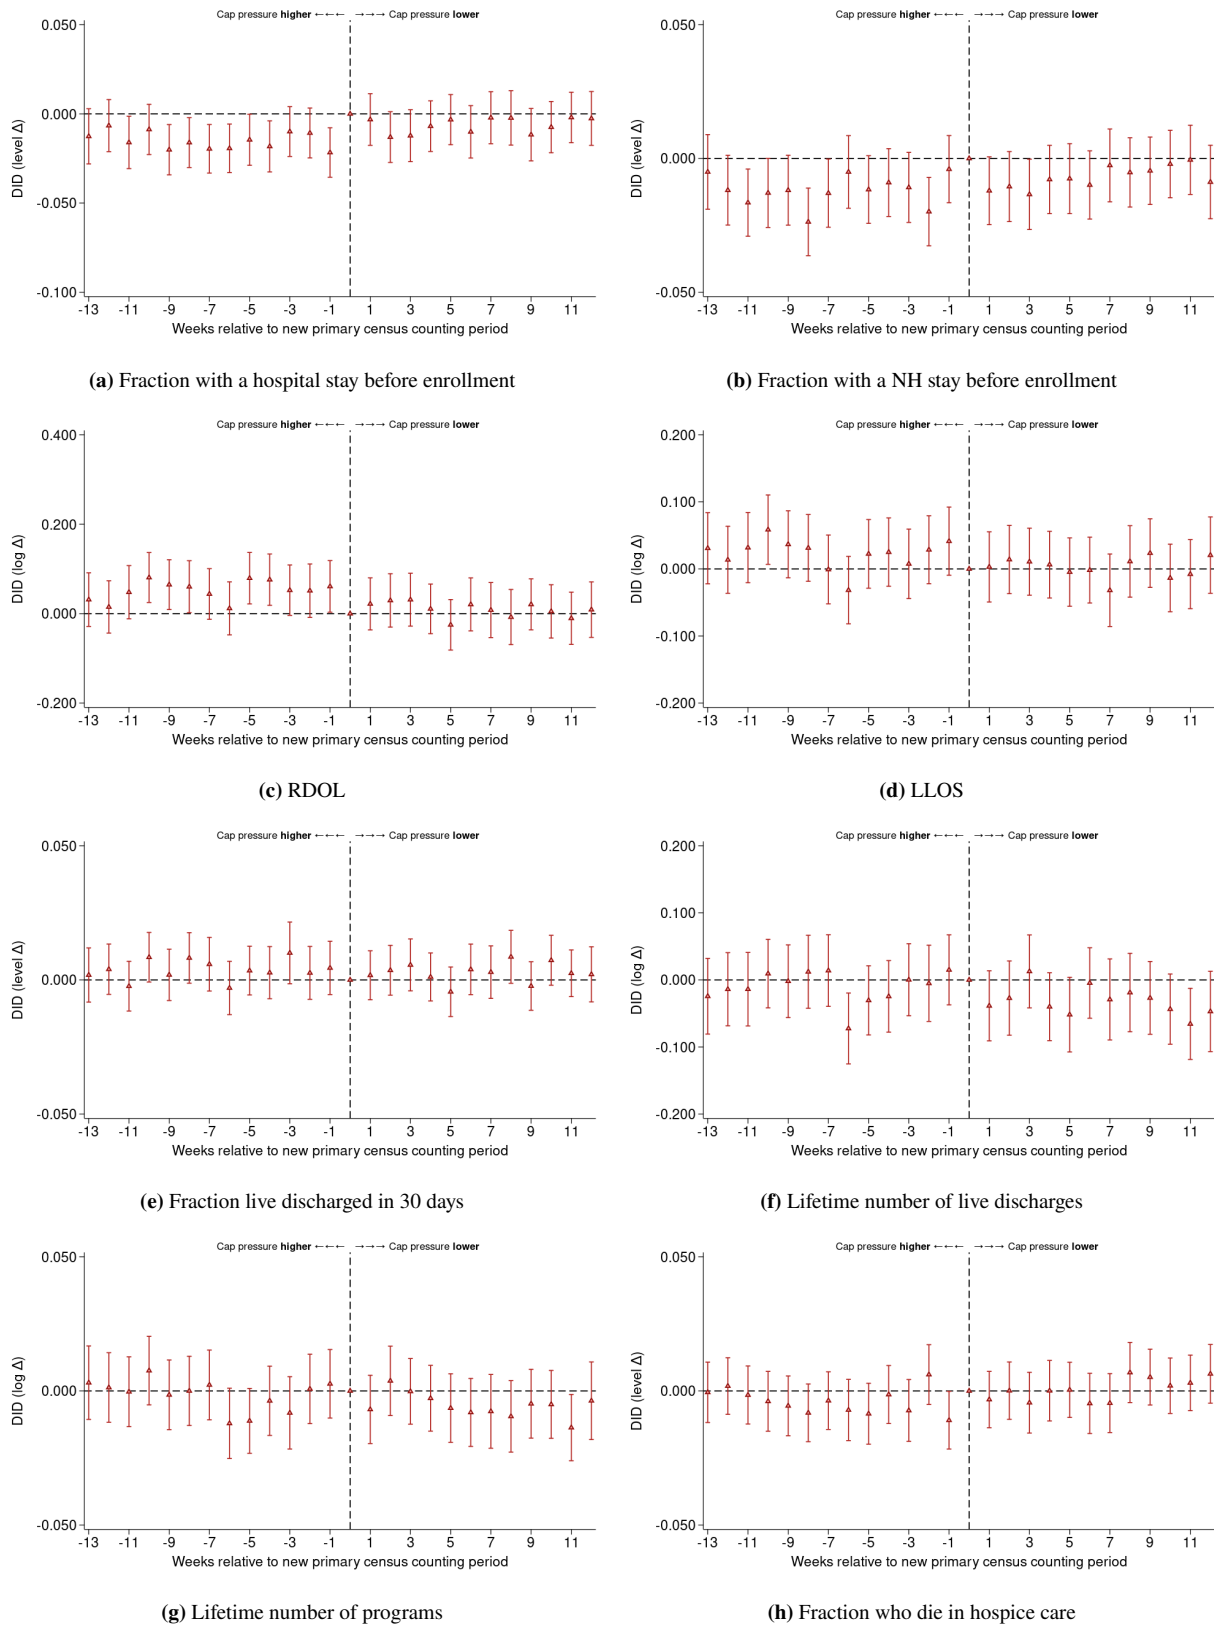 Cap pressure higher ←←← →→→ Cap pressure lower
0.050
0.000
-0.050
-0.100
DID (level Δ)
-13 -11 -9 -7 -5 -3 -1 1 3 5 7 9 11
Weeks relative to new primary census counting period
(a) Fraction with a hospital stay before enrollment
Cap pressure higher ←←← →→→ Cap pressure lower
0.050
0.000
-0.050
DID (level Δ)
-13 -11 -9 -7 -5 -3 -1 1 3 5 7 9 11
Weeks relative to new primary census counting period
(b) Fraction with a NH stay before enrollment
Cap pressure higher ←←← →→→ Cap pressure lower
0.400
0.200
0.000
-0.200
DID (log Δ)
-13 -11 -9 -7 -5 -3 -1 1 3 5 7 9 11
Weeks relative to new primary census counting period
(c) RDOL
Cap pressure higher ←←← →→→ Cap pressure lower
0.200
0.100
0.000
-0.100
-0.200
DID (log Δ)
-13 -11 -9 -7 -5 -3 -1 1 3 5 7 9 11
Weeks relative to new primary census counting period
(d) LLOS
Cap pressure higher ←←← →→→ Cap pressure lower
0.050
0.000
-0.050
DID (level Δ)
-13 -11 -9 -7 -5 -3 -1 1 3 5 7 9 11
Weeks relative to new primary census counting period
(e) Fraction live discharged in 30 days
Cap pressure higher ←←← →→→ Cap pressure lower
0.200
0.100
0.000
-0.100
-0.200
DID (log Δ)
-13 -11 -9 -7 -5 -3 -1 1 3 5 7 9 11
Weeks relative to new primary census counting period
(f) Lifetime number of live discharges
Cap pressure higher ←←← →→→ Cap pressure lower
0.050
0.000
-0.050
DID (log Δ)
-13 -11 -9 -7 -5 -3 -1 1 3 5 7 9 11
Weeks relative to new primary census counting period
(g) Lifetime number of programs
Cap pressure higher ←←← →→→ Cap pressure lower
0.050
0.000
-0.050
DID (level Δ)
-13 -11 -9 -7 -5 -3 -1 1 3 5 7 9 11
Weeks relative to new primary census counting period
(h) Fraction who die in hospice care